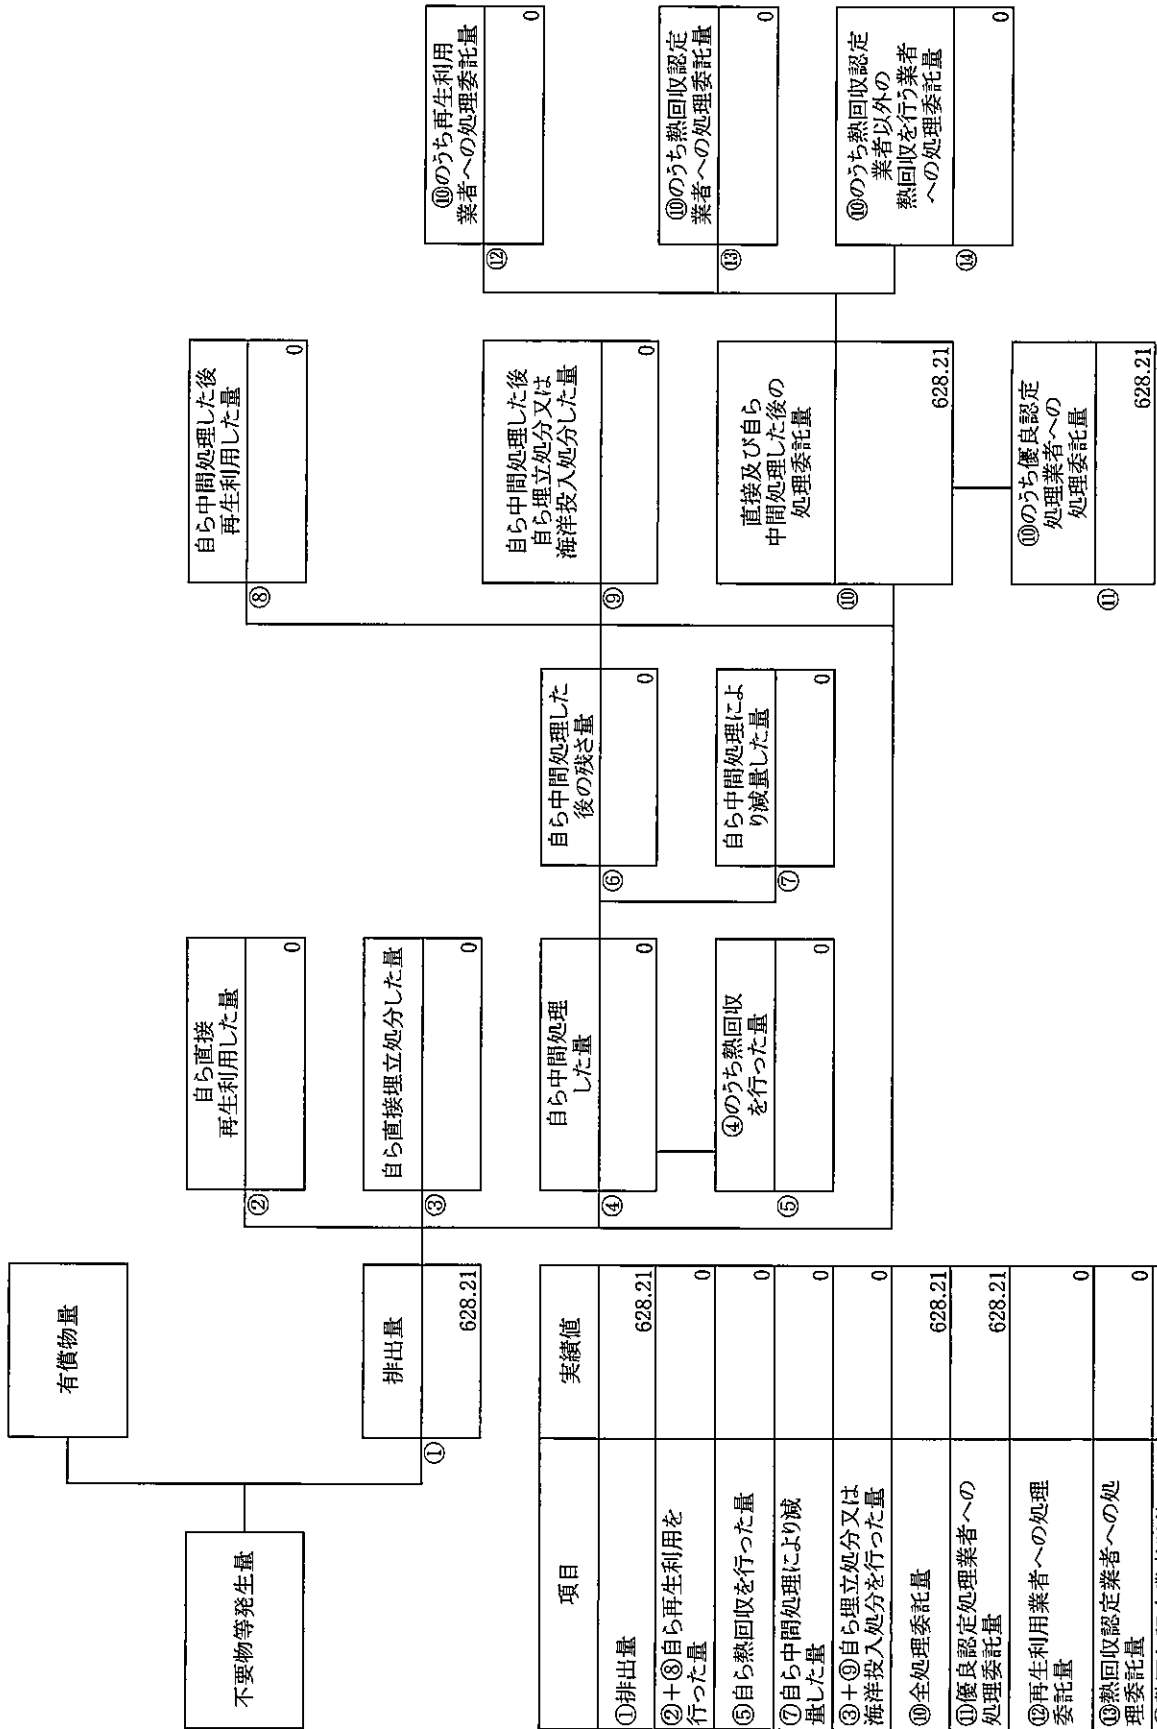 不要物等発生量
有償物量
①
排出量
628.21
②
自ら直接
再生利用した量
0
③
自ら直接埋立処分した量
0
④
自ら中間処理
した量
0
⑤
④のうち熱回収
を行った量
0
⑥
自ら中間処理した
後の残さ量
0
⑦
自ら中間処理によ
り減量した量
0
⑧
自ら中間処理した後
再生利用した量
0
⑨
自ら中間処理した後
自ら埋立処分又は
海洋投入処分した量
0
⑩
直接及び自ら
中間処理した後の
処理委託量
628.21
⑪
⑩のうち優良認定
処理業者への
処理委託量
628.21
⑫
⑩のうち再生利用
業者への処理委託量
0
⑬
⑩のうち熱回収認定
業者への処理委託量
0
⑭
⑩のうち熱回収認定
業者以外の
熱回収を行う業者
への処理委託量
0
項目
実績値
①排出量
628.21
②+⑧自ら再生利用を
行った量
0
⑤自ら熱回収を行った量
0
⑦自ら中間処理により減
量した量
0
③+⑨自ら埋立処分又は
海洋投入処分を行った量
0
⑩全処理委託量
628.21
⑪優良認定処理業者への
処理委託量
628.21
⑫再生利用業者への処理
委託量
0
⑬熱回収認定業者への処
理委託量
0